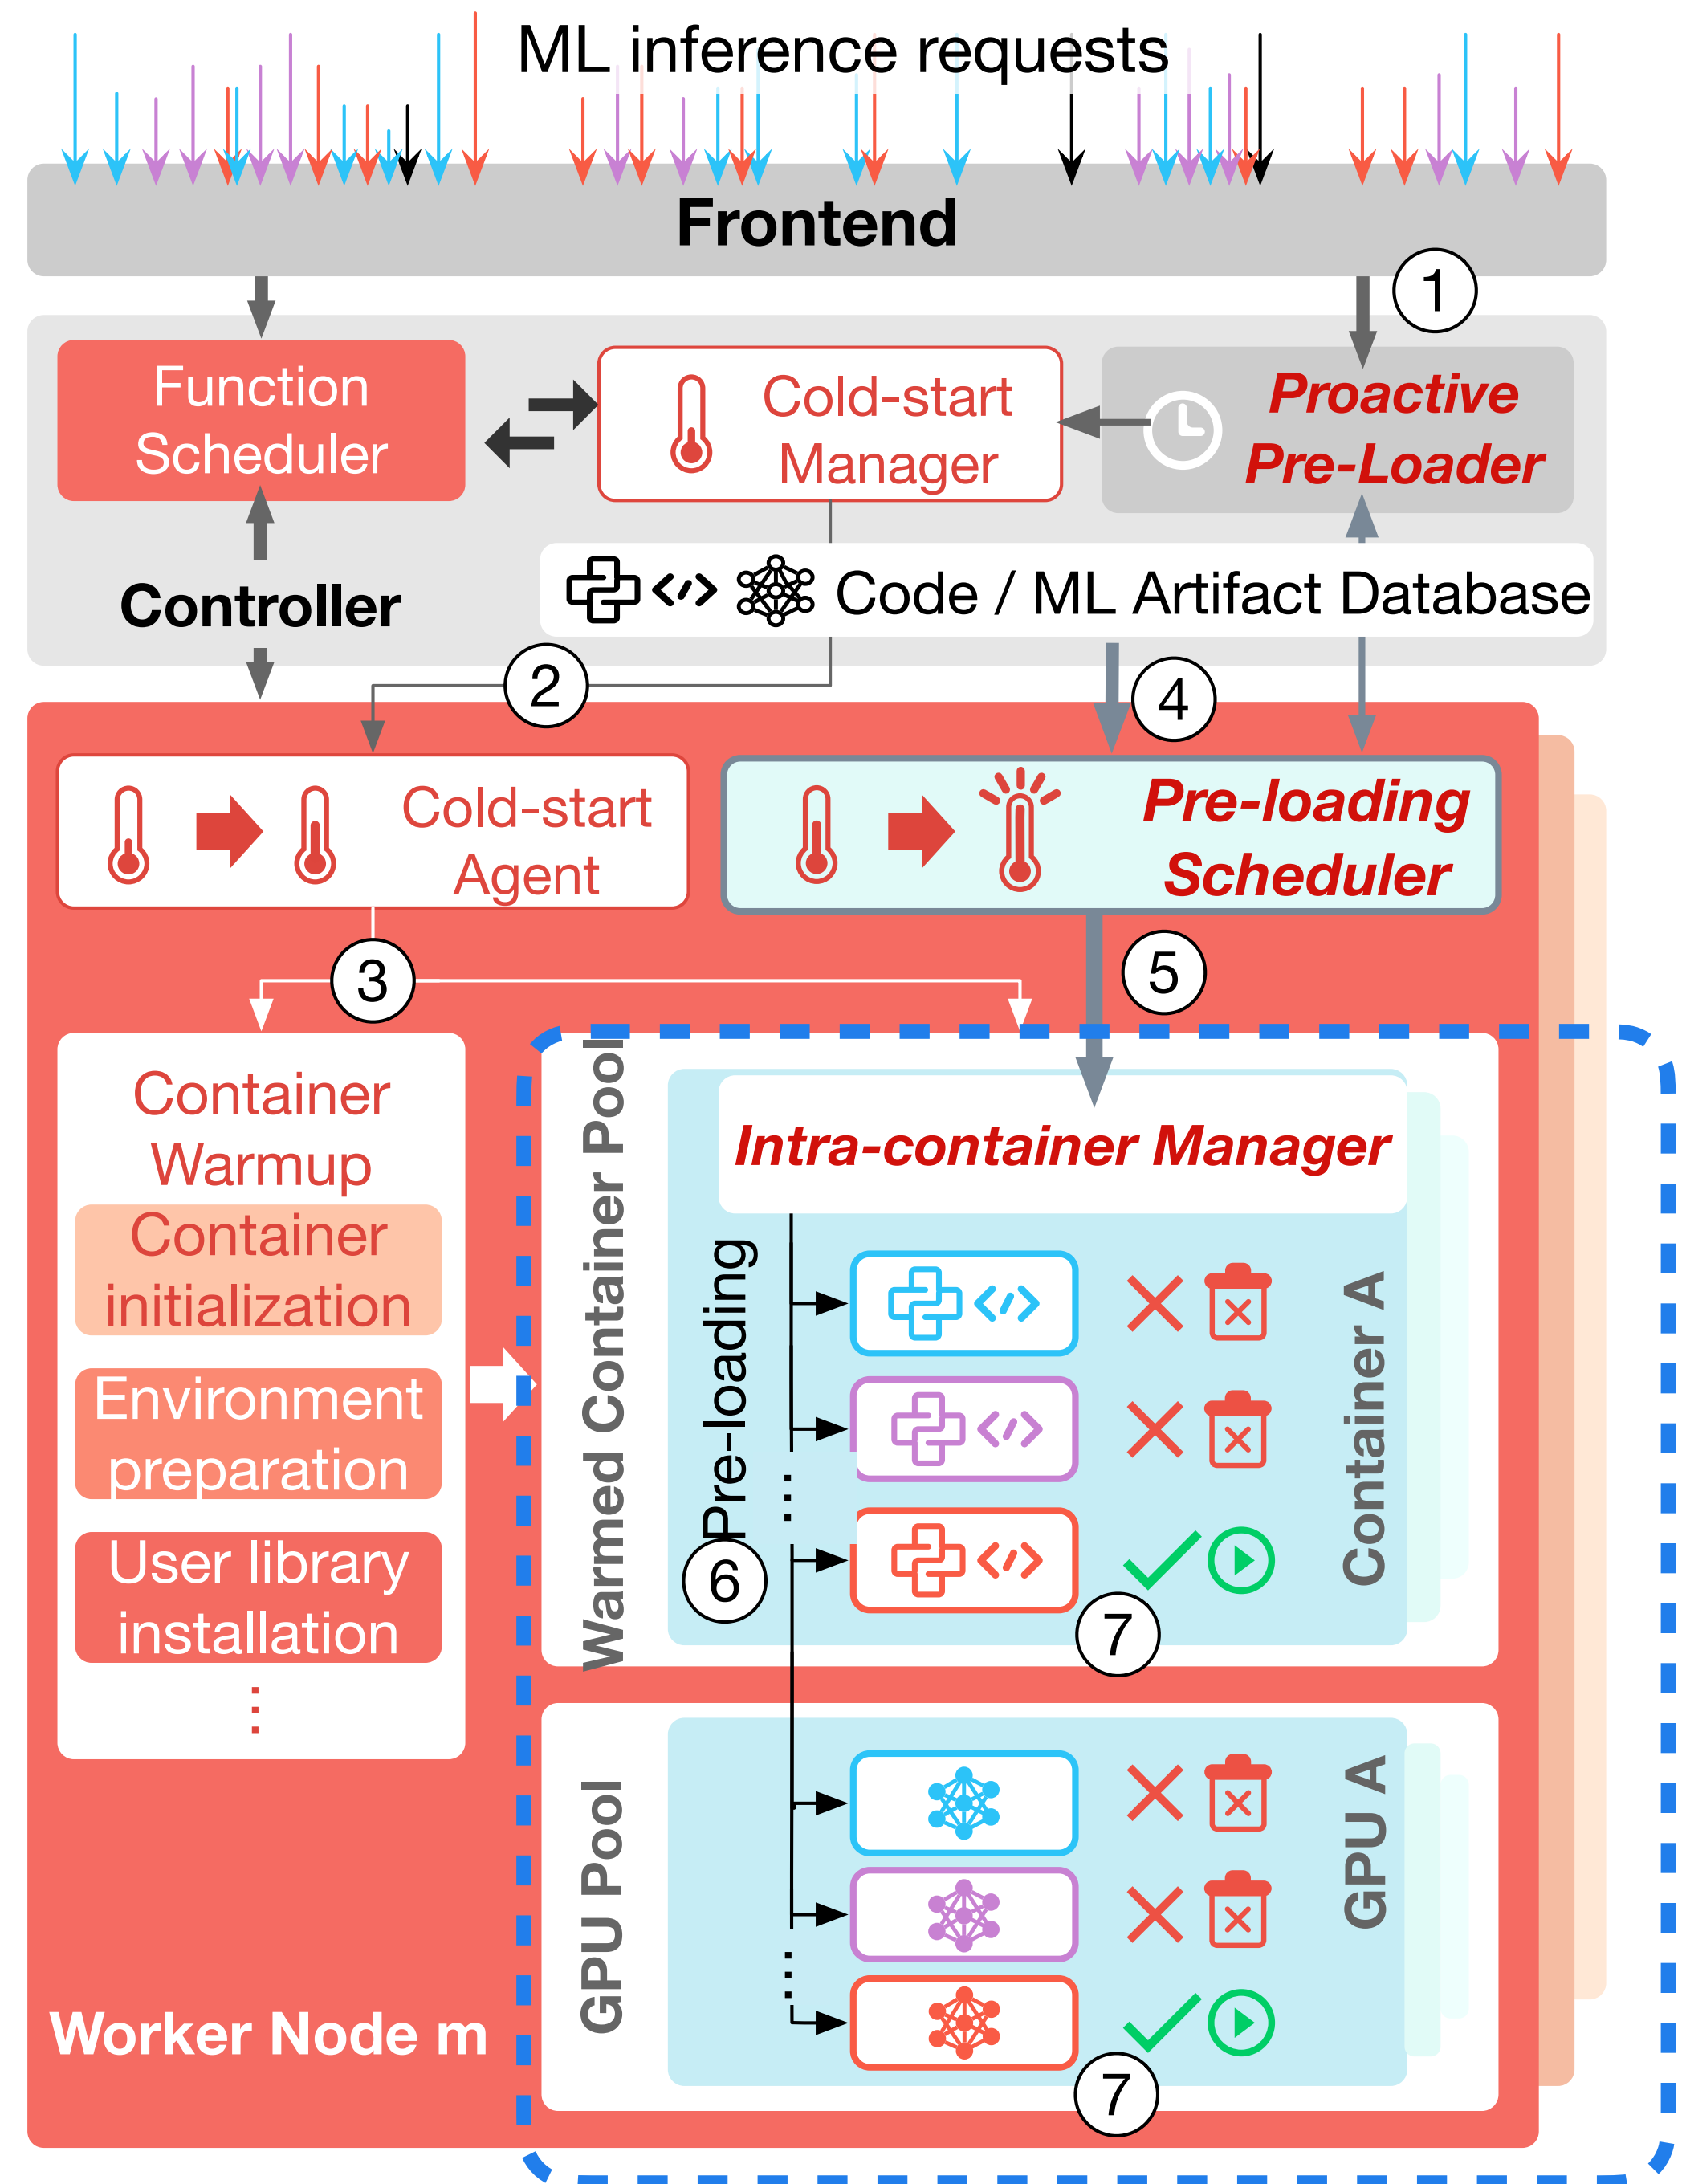 ML inference requests
Frontend
1
Function
Scheduler
Cold-start
Manager
Proactive
Pre-Loader
Controller
</> Code / ML Artifact Database
2
4
Cold-start
Agent
Pre-loading
Scheduler
3
5
Container
Warmup
Container
initialization
Environment
preparation
User library
installation
⋮
Warmed Container Pool
Intra-container Manager
Pre-loading
6
</>
</>
⋮
</>
Container A
7
GPU Pool
⋮
GPU A
7
Worker Node m